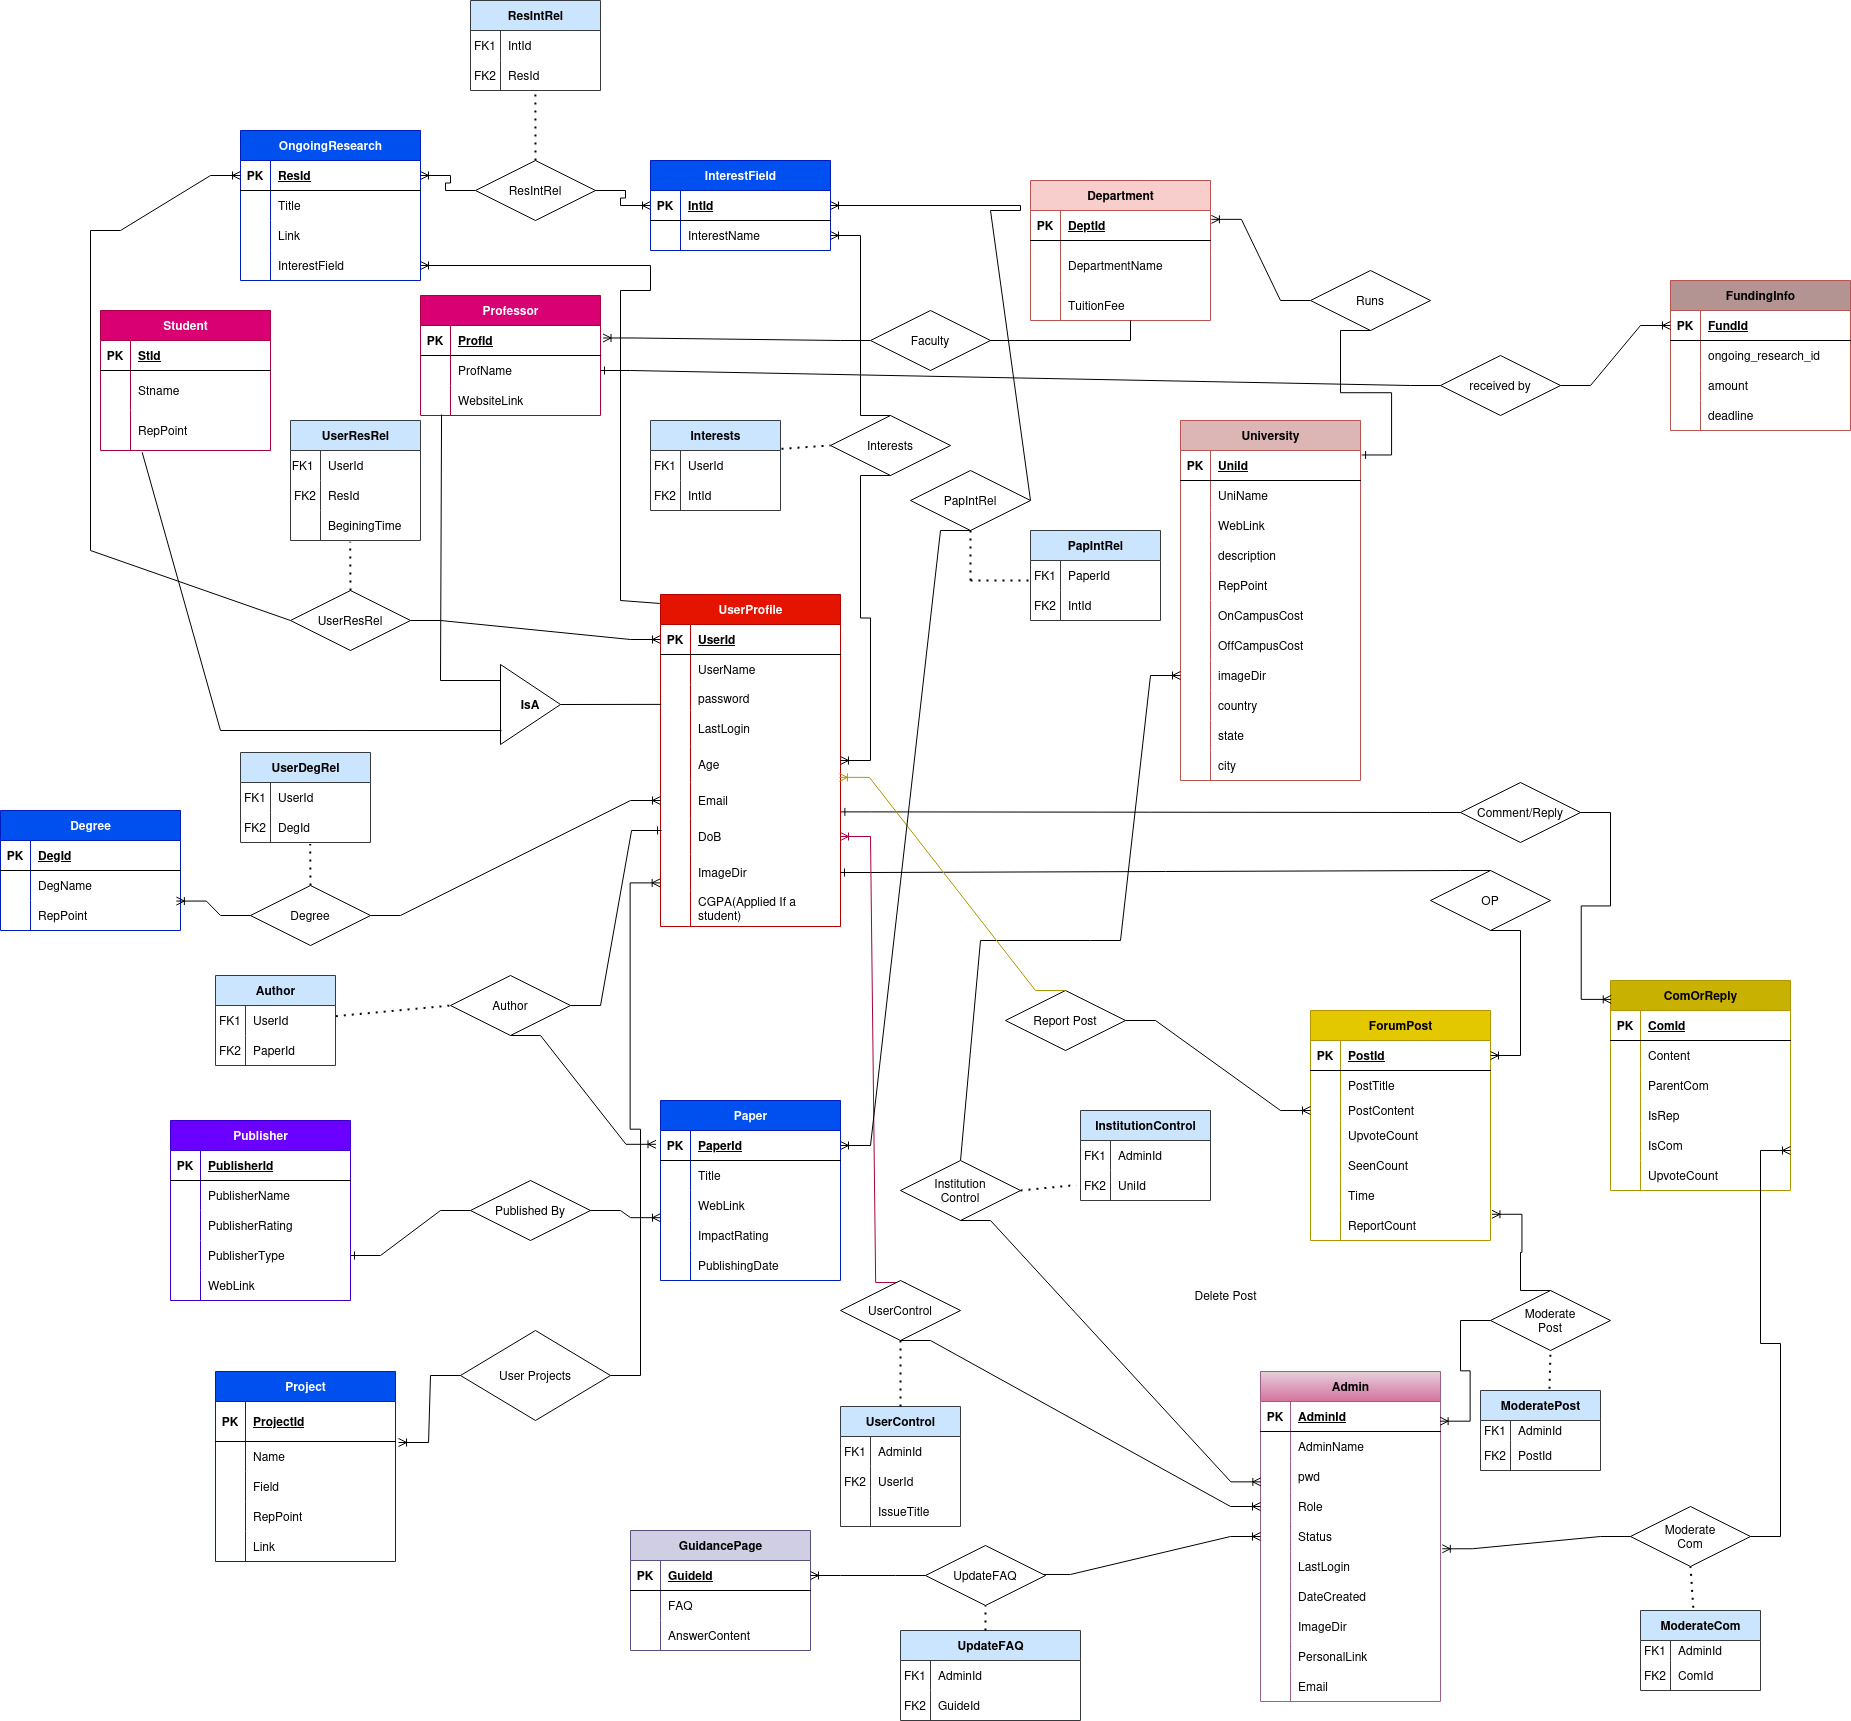 ResIntRel
FK1 IntId
FK2 ResId
OngoingResearch
PK ResId
Title
Link
InterestField
ResIntRel
InterestField
PK IntId
InterestName
Department
PK DeptId
DepartmentName
TuitionFee
Runs
FundingInfo
PK FundId
ongoing_research_id
amount
deadline
Student
PK StId
Stname
RepPoint
Professor
PK ProfId
ProfName
WebsiteLink
Faculty
received by
UserResRel
FK1 UserId
FK2 ResId
BeginingTime
Interests
FK1 UserId
FK2 IntId
Interests
PapIntRel
University
PK UniId
UniName
WebLink
description
RepPoint
OnCampusCost
OffCampusCost
imageDir
country
state
city
PapIntRel
FK1 PaperId
FK2 IntId
UserResRel
UserProfile
PK UserId
UserName
password
LastLogin
Age
Email
DoB
ImageDir
CGPA(Applied If a
student)
IsA
UserDegRel
FK1 UserId
FK2 DegId
Degree
PK DegId
DegName
RepPoint
Degree
Comment/Reply
OP
Author
FK1 UserId
FK2 PaperId
Author
Report Post
ForumPost
PK PostId
PostTitle
PostContent
UpvoteCount
SeenCount
Time
ReportCount
ComOrReply
PK ComId
Content
ParentCom
IsRep
IsCom
UpvoteCount
Publisher
PK PublisherId
PublisherName
PublisherRating
PublisherType
WebLink
Published By
Paper
PK PaperId
Title
WebLink
ImpactRating
PublishingDate
Institution
Control
InstitutionControl
FK1 AdminId
FK2 UniId
Delete Post
UserControl
Moderate
Post
Project
PK ProjectId
Name
Field
RepPoint
Link
User Projects
UserControl
FK1 AdminId
FK2 UserId
IssueTitle
Admin
PK AdminId
AdminName
pwd
Role
Status
LastLogin
DateCreated
ImageDir
PersonalLink
Email
ModeratePost
FK1 AdminId
FK2 PostId
Moderate
Com
GuidancePage
PK GuideId
FAQ
AnswerContent
UpdateFAQ
UpdateFAQ
FK1 AdminId
FK2 GuideId
ModerateCom
FK1 AdminId
FK2 ComId